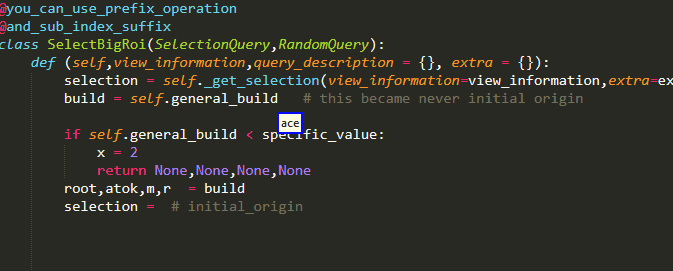 @you_can_use_prefix_operation
@and_sub_index_suffix
class SelectBigRoi(SelectionQuery,RandomQuery):
def (self,view_information,query_description = {}, extra = {}):
selection = self._get_selection(view_information=view_information,extra=ex
build = self.general_build # this became never initial origin
ace
if self.general_build < specific_value:
x = 2
return None,None,None,None
root,atok,m,r = build
selection = # initial_origin